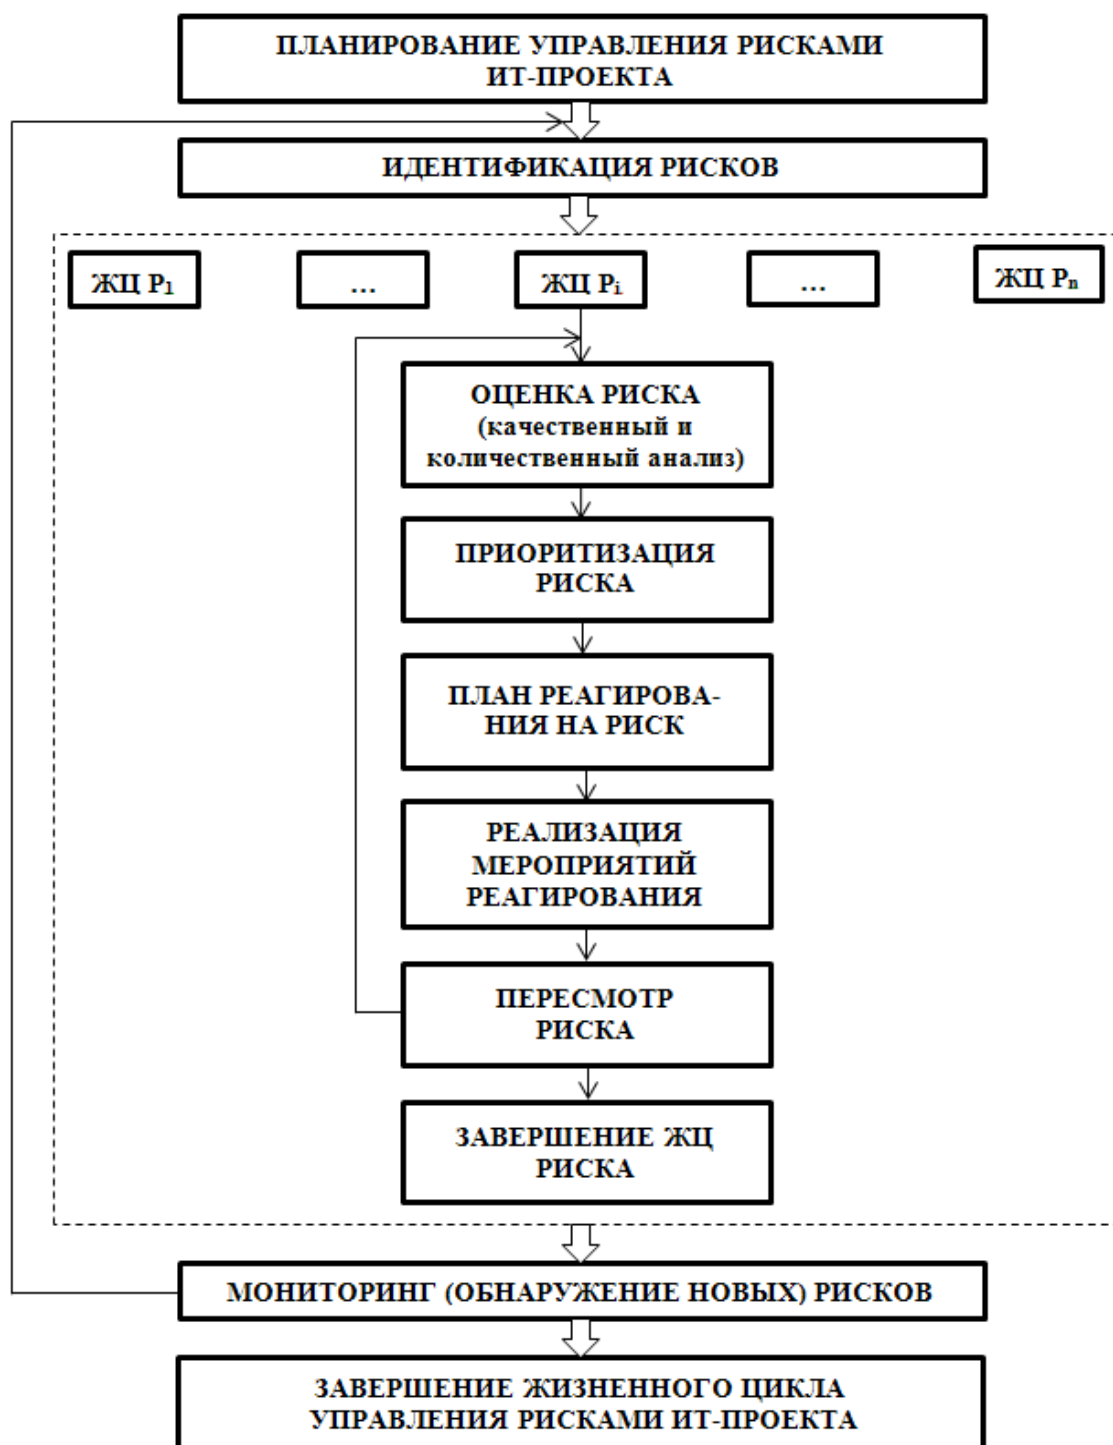 ПЛАНИРОВАНИЕ УПРАВЛЕНИЯ РИСКАМИ
ИТ-ПРОЕКТА
ИДЕНТИФИКАЦИЯ РИСКОВ
ЖЦ Р₁
...
ЖЦ Рᵢ
...
ЖЦ Рₙ
ОЦЕНКА РИСКА
(качественный и
количественный анализ)
ПРИОРИТИЗАЦИЯ
РИСКА
ПЛАН РЕАГИРОВА-
НИЯ НА РИСК
РЕАЛИЗАЦИЯ
МЕРОПРИЯТИЙ
РЕАГИРОВАНИЯ
ПЕРЕСМОТР
РИСКА
ЗАВЕРШЕНИЕ ЖЦ
РИСКА
МОНИТОРИНГ (ОБНАРУЖЕНИЕ НОВЫХ) РИСКОВ
ЗАВЕРШЕНИЕ ЖИЗНЕННОГО ЦИКЛА
УПРАВЛЕНИЯ РИСКАМИ ИТ-ПРОЕКТА